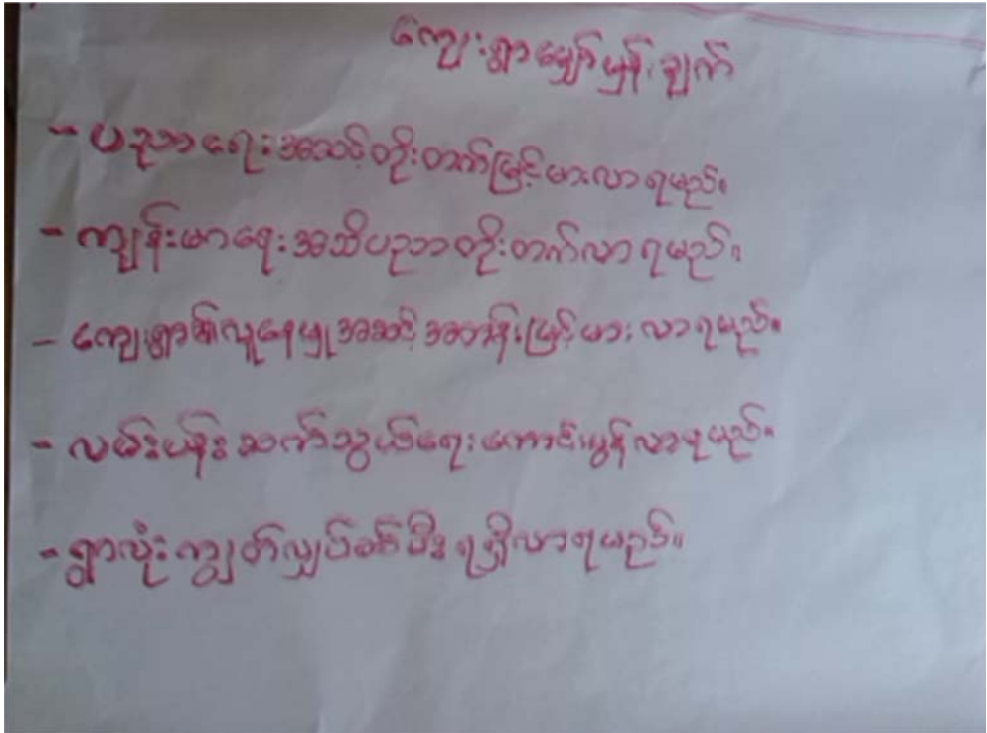 ကျေးရွာမျှော်မှန်းချက်
- ပညာရေးအဆင့်တိုးတက်မြင့်မားလာရမည်။
- ကျန်းမာရေးအသိပညာတိုးတက်လာရမည်။
- ကျေးရွာ၏လူနေမှုအဆင့်အတန်းမြင့်မားလာရမည်။
- လမ်းပန်းဆက်သွယ်ရေးကောင်းမွန်လာရမည်။
- ရွာလုံးကျွတ်လျှပ်စစ်မီးရရှိလာရမည်။